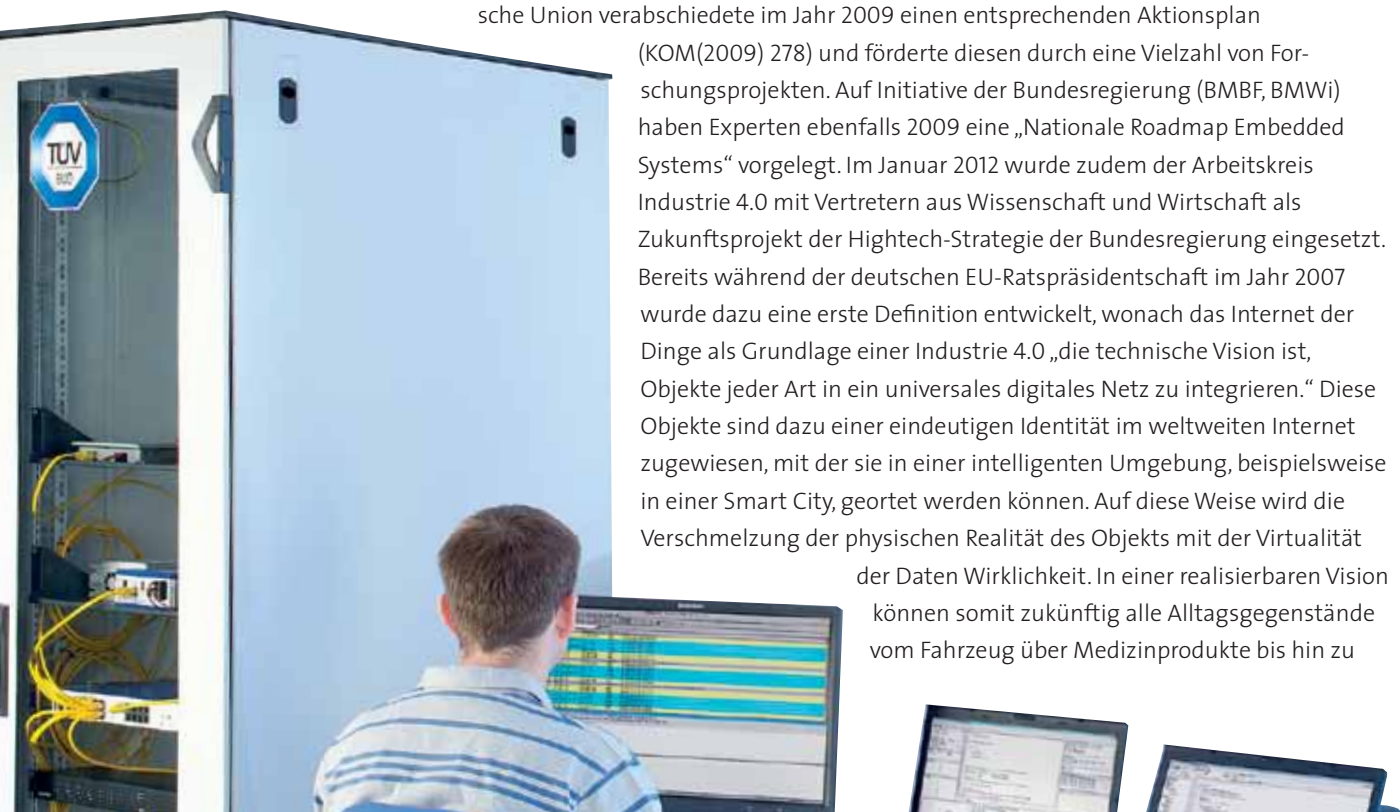 sche Union verabschiedete im Jahr 2009 einen entsprechenden Aktionsplan
(KOM(2009) 278) und förderte diesen durch eine Vielzahl von For-
schungsprojekten. Auf Initiative der Bundesregierung (BMBF, BMWi)
haben Experten ebenfalls 2009 eine „Nationale Roadmap Embedded
Systems“ vorgelegt. Im Januar 2012 wurde zudem der Arbeitskreis
Industrie 4.0 mit Vertretern aus Wissenschaft und Wirtschaft als
Zukunftsprojekt der Hightech-Strategie der Bundesregierung eingesetzt.
Bereits während der deutschen EU-Ratspräsidentschaft im Jahr 2007
wurde dazu eine erste Definition entwickelt, wonach das Internet der
Dinge als Grundlage einer Industrie 4.0 „die technische Vision ist,
Objekte jeder Art in ein universales digitales Netz zu integrieren.“ Diese
Objekte sind dazu einer eindeutigen Identität im weltweiten Internet
zugewiesen, mit der sie in einer intelligenten Umgebung, beispielsweise
in einer Smart City, geortet werden können. Auf diese Weise wird die
Verschmelzung der physischen Realität des Objekts mit der Virtualität
der Daten Wirklichkeit. In einer realisierbaren Vision
können somit zukünftig alle Alltagsgegenstände
vom Fahrzeug über Medizinprodukte bis hin zu
TÜV
SÜD